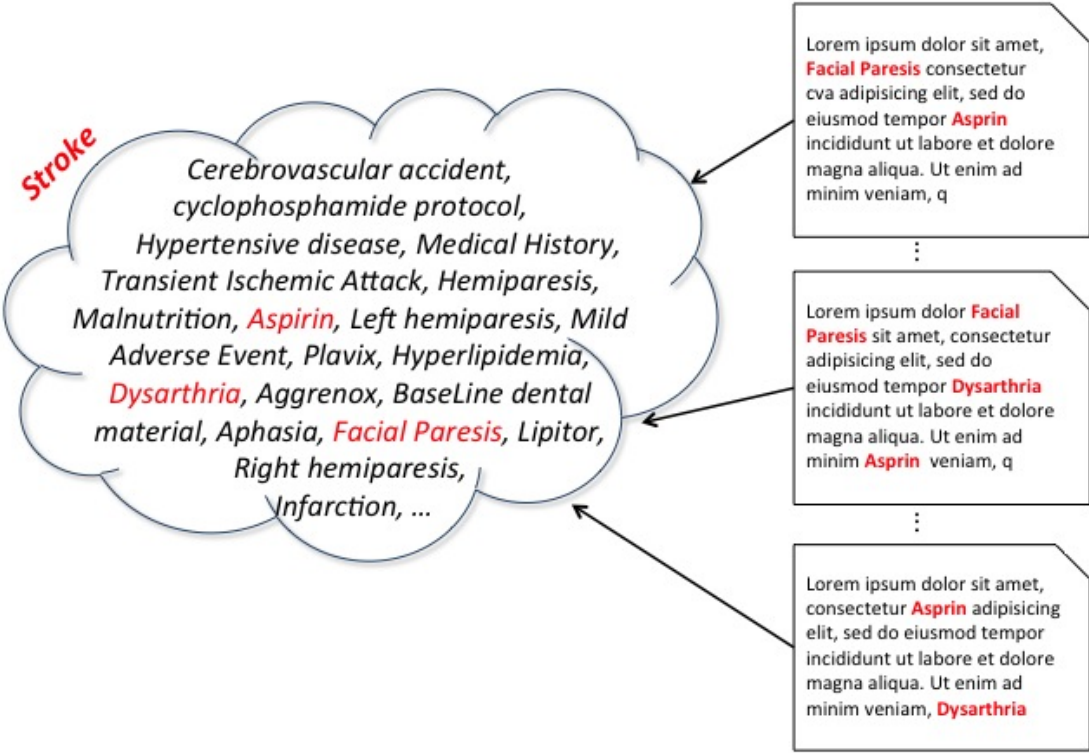 Stroke
Cerebrovascular accident,
cyclophosphamide protocol,
Hypertensive disease, Medical History,
Transient Ischemic Attack, Hemiparesis,
Malnutrition, Aspirin, Left hemiparesis, Mild
Adverse Event, Plavix, Hyperlipidemia,
Dysarthria, Aggrenox, BaseLine dental
material, Aphasia, Facial Paresis, Lipitor,
Right hemiparesis,
Infarction, ...
Lorem ipsum dolor sit amet,
Facial Paresis consectetur
cva adipisicing elit, sed do
eiusmod tempor Asprin
incididunt ut labore et dolore
magna aliqua. Ut enim ad
minim veniam, q
⋮
Lorem ipsum dolor Facial
Paresis sit amet, consectetur
adipisicing elit, sed do
eiusmod tempor Dysarthria
incididunt ut labore et dolore
magna aliqua. Ut enim ad
minim Asprin veniam, q
⋮
Lorem ipsum dolor sit amet,
consectetur Asprin adipisicing
elit, sed do eiusmod tempor
incididunt ut labore et dolore
magna aliqua. Ut enim ad
minim veniam, Dysarthria